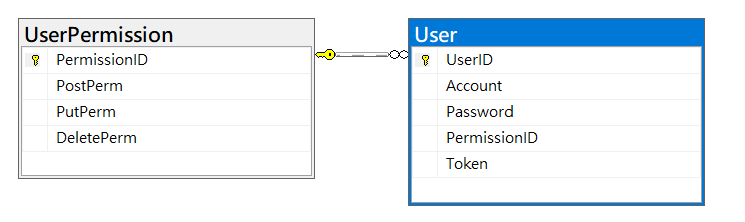 UserPermission
PermissionID
PostPerm
PutPerm
DeletePerm
User
UserID
Account
Password
PermissionID
Token